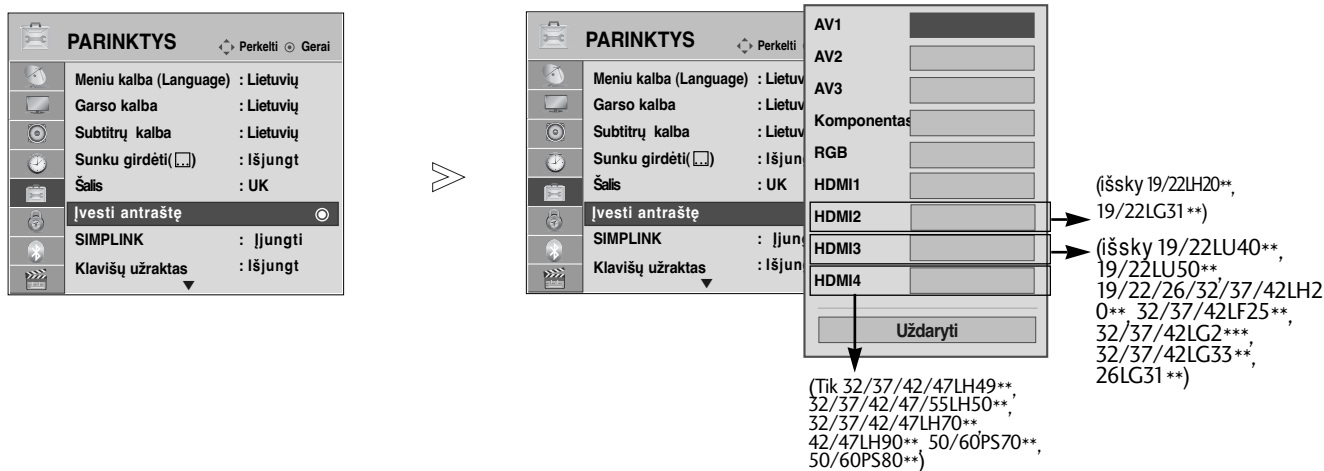 PARINKTYS Perkelti Gerai
Meniu kalba (Language) : Lietuvių
Garso kalba : Lietuvių
Subtitrų kalba : Lietuvių
Sunku girdėti( ) : Išjungt
Šalis : UK
Įvesti antraštę
SIMPLINK : Įjungti
Klavišų užraktas : Išjungt
PARINKTYS Perkelti
Meniu kalba (Language) : Lietuv
Garso kalba : Lietuv
Subtitrų kalba : Lietuv
Sunku girdėti( ) : Išjun
Šalis : UK
Įvesti antraštę
SIMPLINK : Įjun
Klavišų užraktas : Išjun
AV1
AV2
AV3
Komponentas
RGB
HDMI1
HDMI2
HDMI3
HDMI4
Uždaryti
(išsky 19/22LH20**,
19/22LG31**)
(išsky 19/22LU40**,
19/22LU50**,
19/22/26/32/37/42LH2
0**, 32/37/42LF25**,
32/37/42LG2***,
32/37/42LG33**,
26LG31**)
(Tik 32/37/42/47LH49**,
32/37/42/47/55LH50**,
32/37/42/47LH70**,
42/47LH90**, 50/60PS70**,
50/60PS80**)